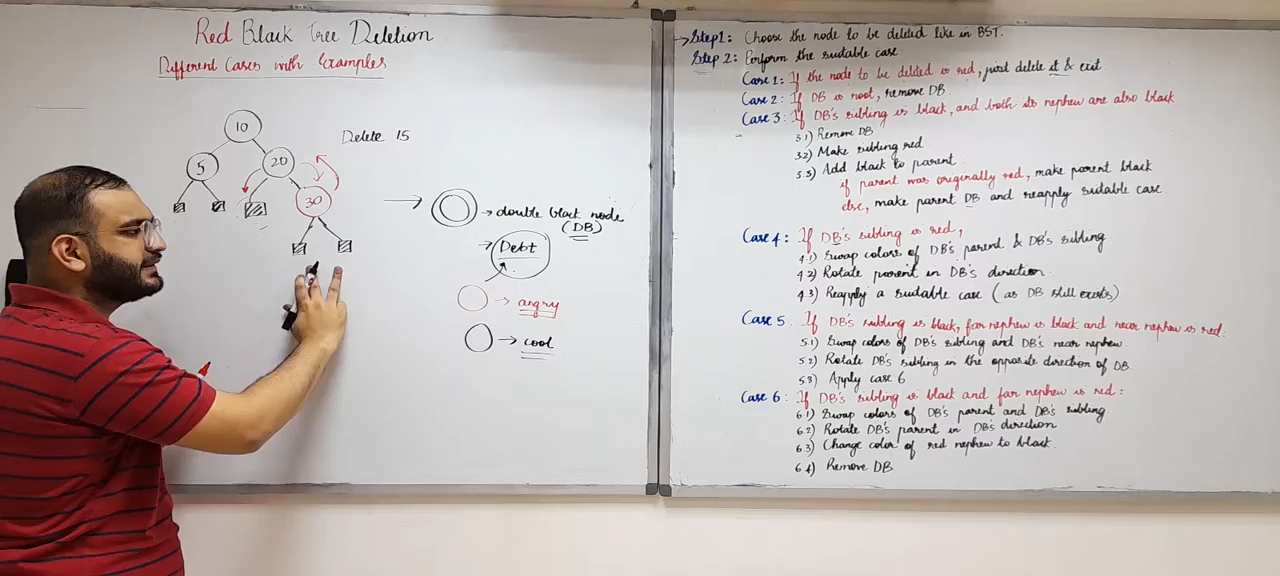 Red Black Tree Deletion
Different Cases with Examples
10
Delete 15
5
20
30
double black node
(DB)
Debt
angry
cool
Step 1: Choose the node to be deleted like in BST.
Step 2: Perform the suitable case.
Case 1: If the node to be deleted is red, just delete it & exit
Case 2: If DB is root, remove DB.
Case 3: If DB's sibling is black, and both its nephew are also black
3.1) Remove DB
3.2) Make sibling red
3.3) Add black to parent.
if parent was originally red, make parent black
else, make parent DB and reapply suitable case
Case 4: If DB's sibling is red,
4.1) Swap colors of DB's parent & DB's sibling
4.2) Rotate parent in DB's direction.
4.3) Reapply a suitable case (as DB still exists)
Case 5: If DB's sibling is black, far nephew is black and near nephew is red.
5.1) Swap colors of DB's sibling and DB's near nephew.
5.2) Rotate DB's sibling in the opposite direction of DB.
5.3) Apply case 6
Case 6: If DB's sibling is black and far nephew is red:
6.1) Swap colors of DB's parent and DB's sibling
6.2) Rotate DB's parent in DB's direction
6.3) Change color of red nephew to black.
6.4) Remove DB